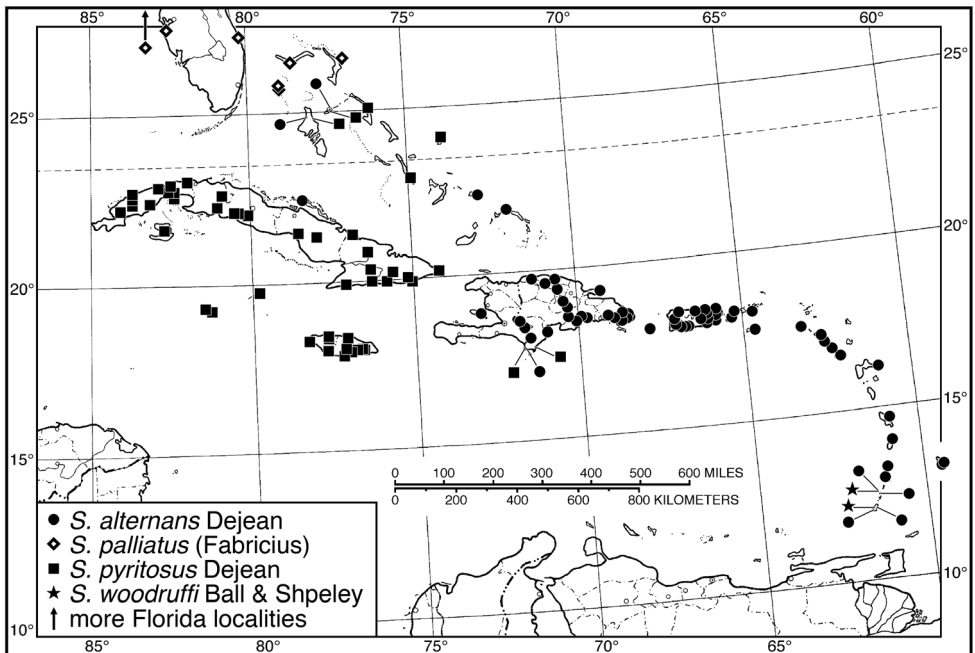 85° 80° 75° 70° 65° 60°
25°
25°
20°
20°
15°
15°
0 100 200 300 400 500 600 MILES
0 200 400 600 800 KILOMETERS
S. alternans Dejean
S. palliatus (Fabricius)
S. pyritosus Dejean
S. woodruffi Ball & Shpeley
more Florida localities
10°
10°
85° 80° 75° 70° 65°